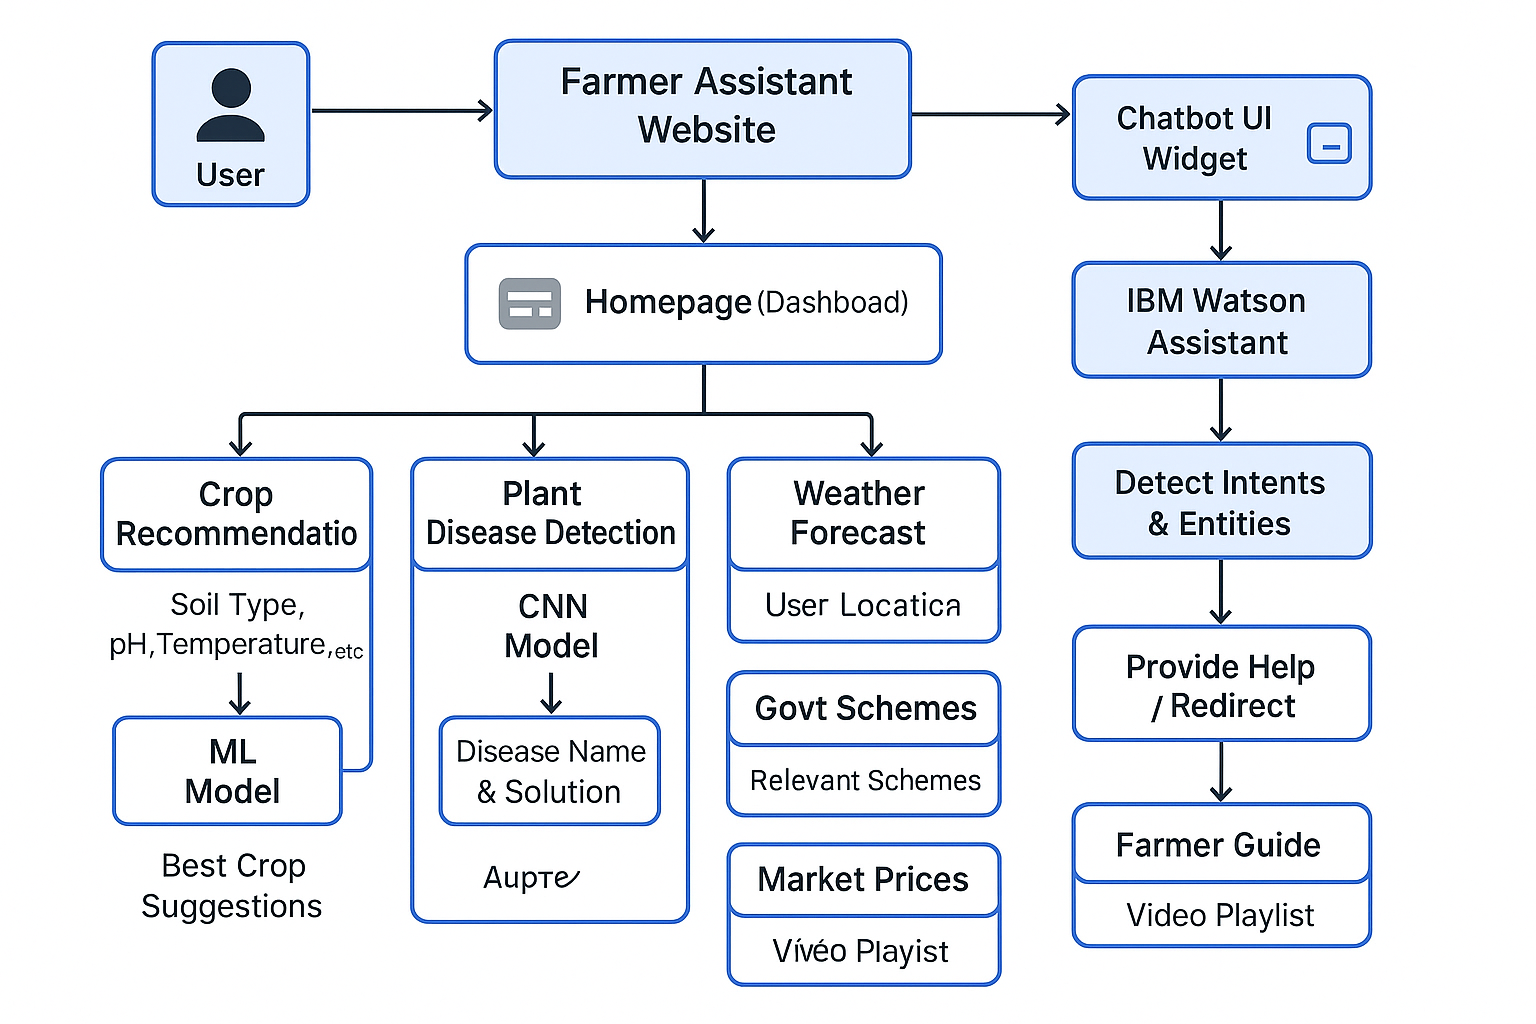 User
Farmer Assistant
Website
Chatbot UI
Widget
Homepage (Dashboad)
IBM Watson
Assistant
Detect Intents
& Entities
Provide Help
/ Redirect
Farmer Guide
Video Playlist
Crop
Recommendatio
Soil Type,
pH,Temperature,etc
ML
Model
Best Crop
Suggestions
Plant
Disease Detection
CNN
Model
Disease Name
& Solution
Weather
Forecast
User Locatica
Govt Schemes
Relevant Schemes
Market Prices
Vívéo Playist